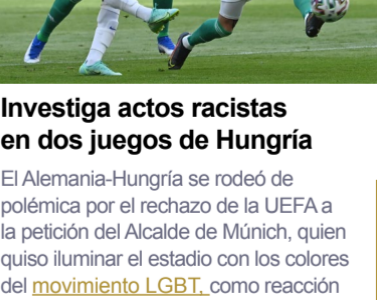 Investiga actos racistas
en dos juegos de Hungría
El Alemania-Hungría se rodeó de
polémica por el rechazo de la UEFA a
la petición del Alcalde de Múnich, quien
quiso iluminar el estadio con los colores
del movimiento LGBT, como reacción